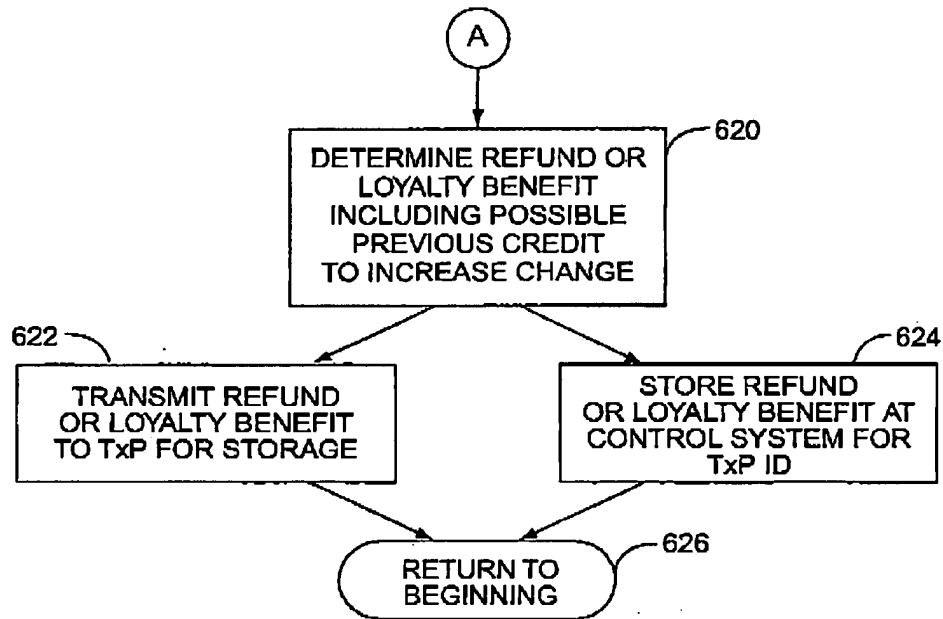 A
620
DETERMINE REFUND OR
LOYALTY BENEFIT
INCLUDING POSSIBLE
PREVIOUS CREDIT
TO INCREASE CHANGE
622
TRANSMIT REFUND
OR LOYALTY BENEFIT
TO TxP FOR STORAGE
624
STORE REFUND
OR LOYALTY BENEFIT AT
CONTROL SYSTEM FOR
TxP ID
626
RETURN TO
BEGINNING